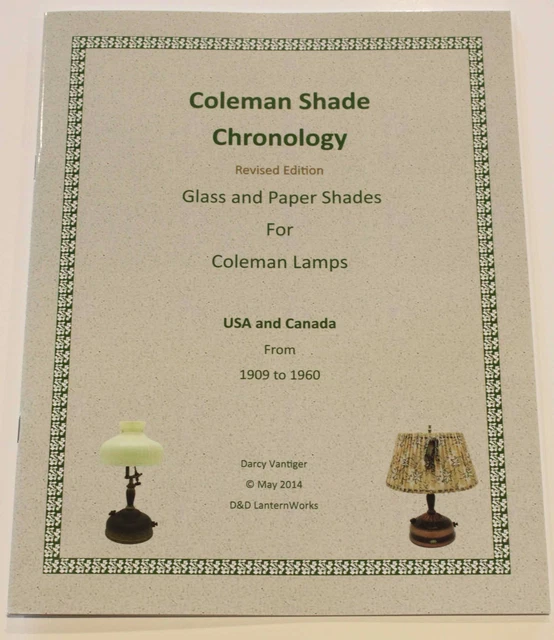 Coleman Shade
Chronology
Revised Edition
Glass and Paper Shades
For
Coleman Lamps
USA and Canada
From
1909 to 1960
Darcy Vantiger
© May 2014
D&D LanternWorks